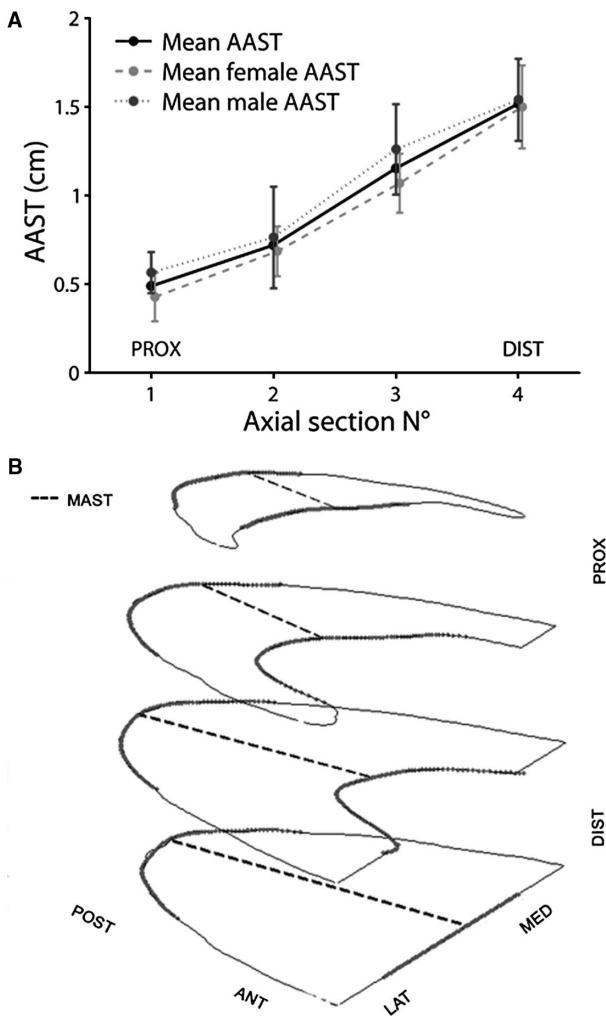 A
2
Mean AAST
Mean female AAST
Mean male AAST
1.5
1
AAST (cm)
0.5
PROX
DIST
0
1 2 3 4
Axial section N°
B
MAST
PROX
DIST
POST
MED
ANT
LAT